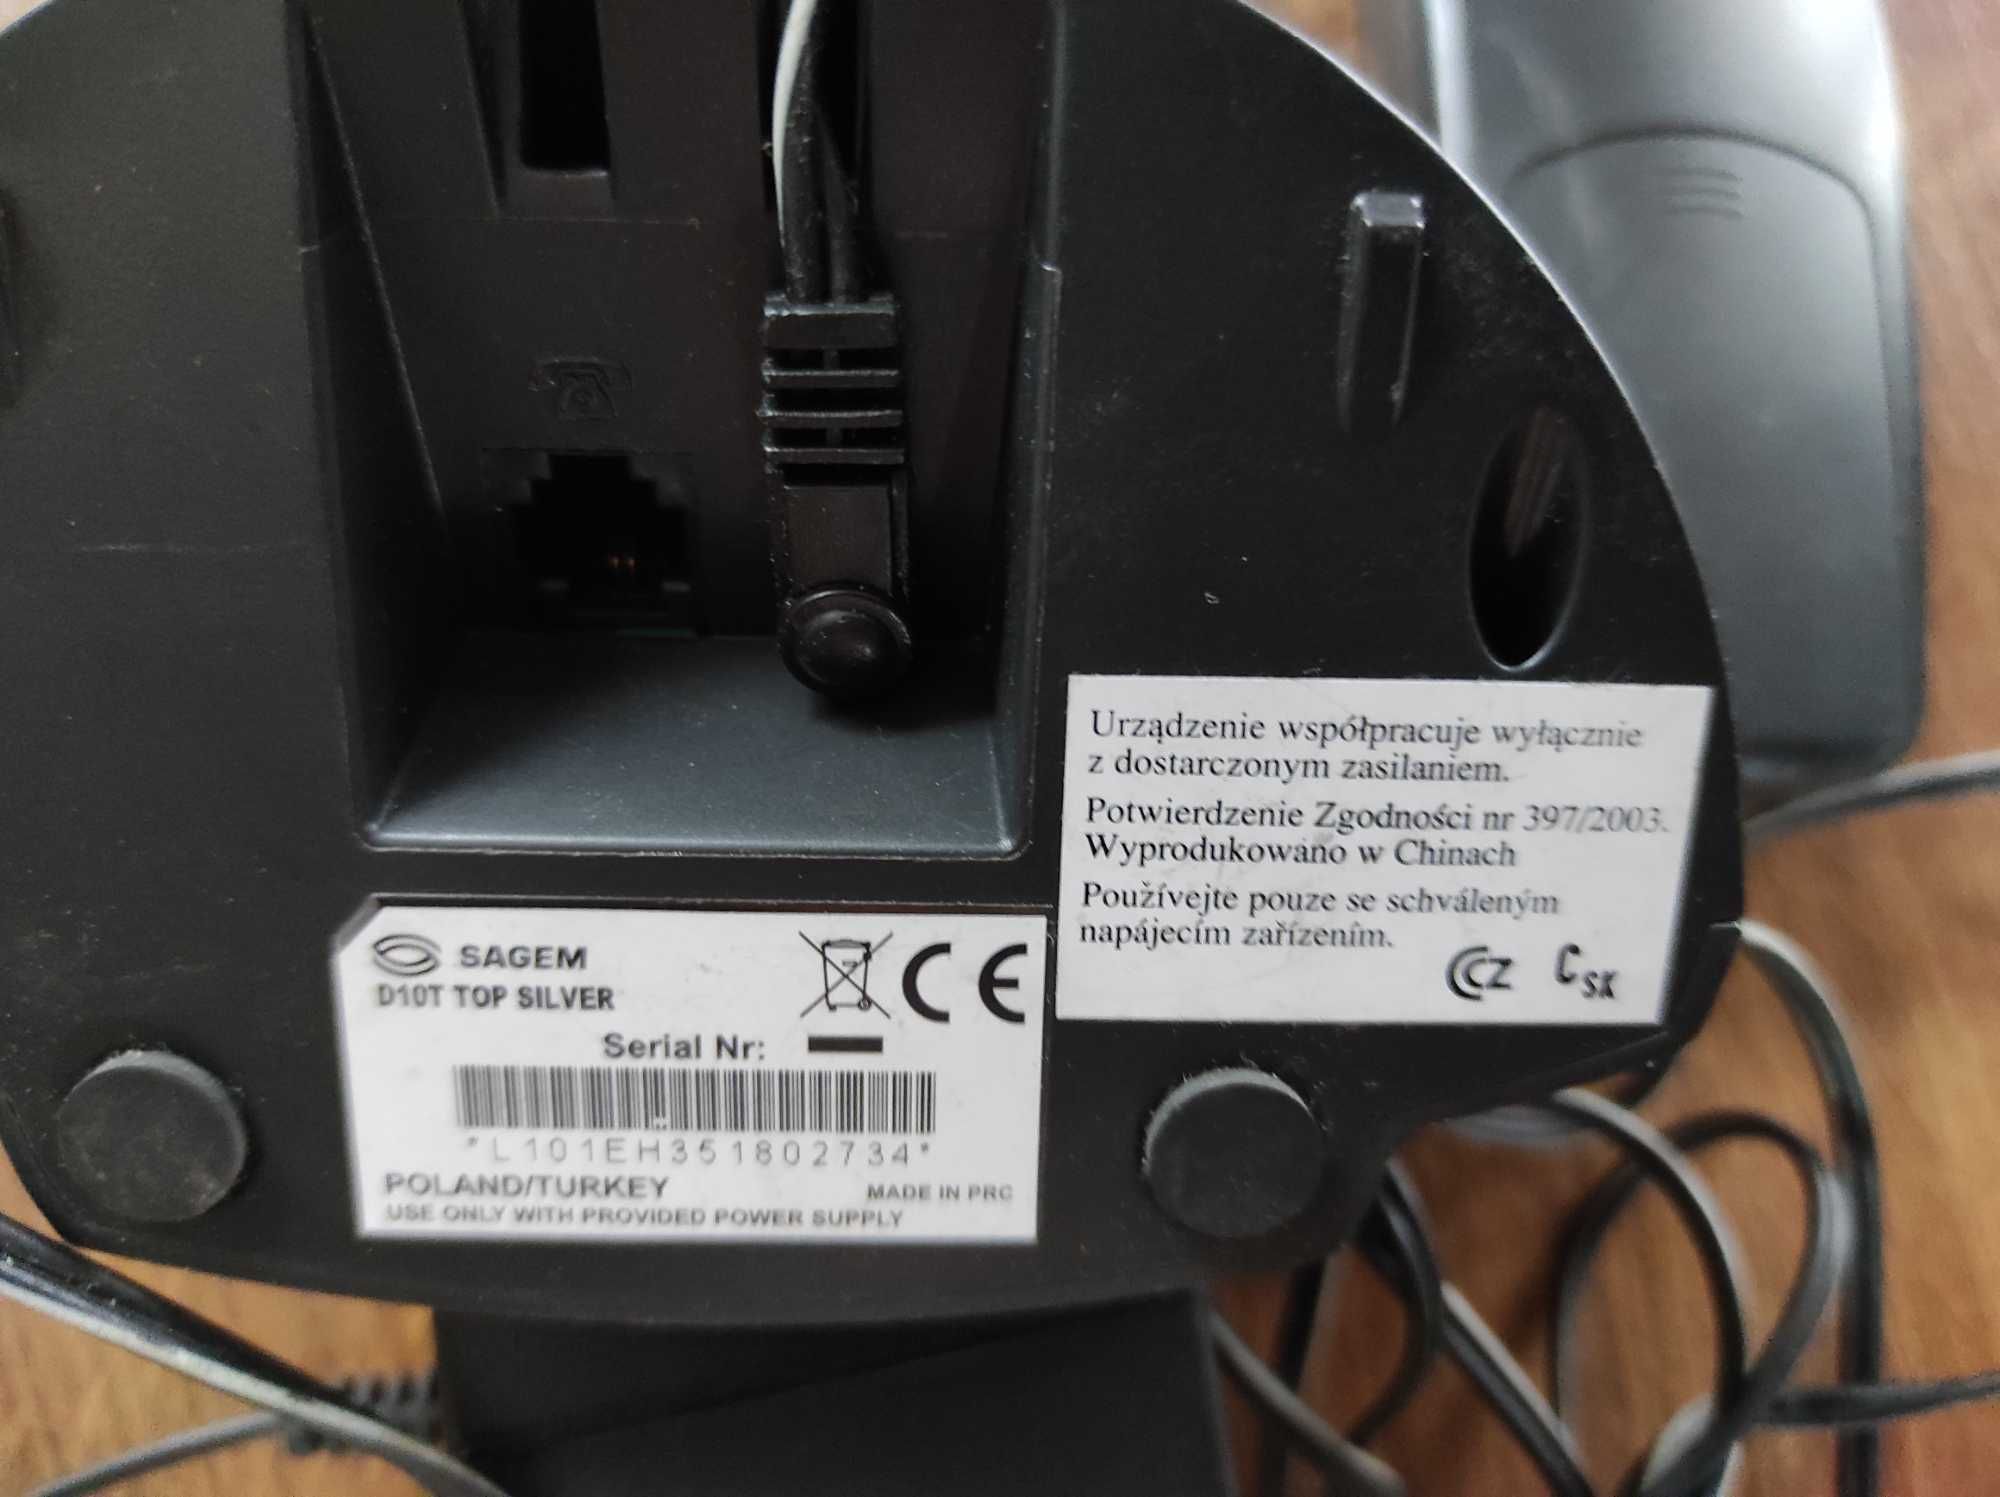 Urządzenie współpracuje wyłącznie
z dostarczonym zasilaniem.
Potwierdzenie Zgodności nr 397/2003.
Wyprodukowano w Chinach
Používejte pouze se schváleným
napájecím zařízením.
CZ CSK
SAGEM
D10T TOP SILVER
CE
Serial Nr:
*L101EH351802734*
POLAND/TURKEY
MADE IN PRC
USE ONLY WITH PROVIDED POWER SUPPLY